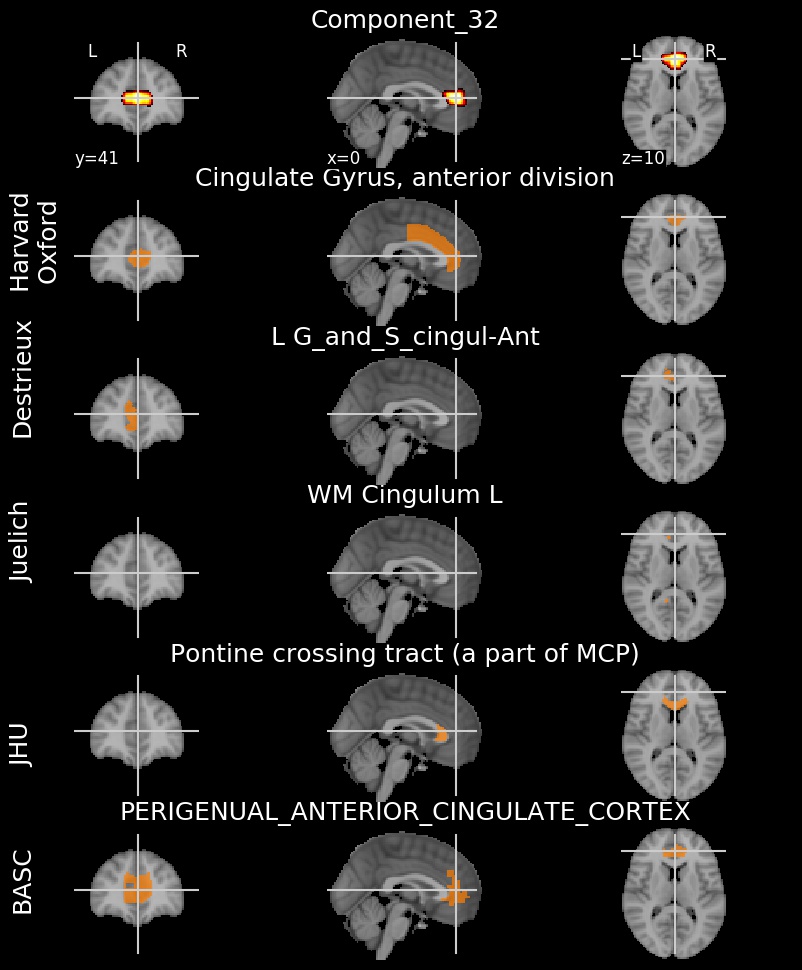 Component_32
L R L R
y=41 x=0 z=10
Cingulate Gyrus, anterior division
Harvard
Oxford
L G_and_S_cingul-Ant
Destrieux
WM Cingulum L
Juelich
Pontine crossing tract (a part of MCP)
JHU
PERIGENUAL_ANTERIOR_CINGULATE_CORTEX
BASC